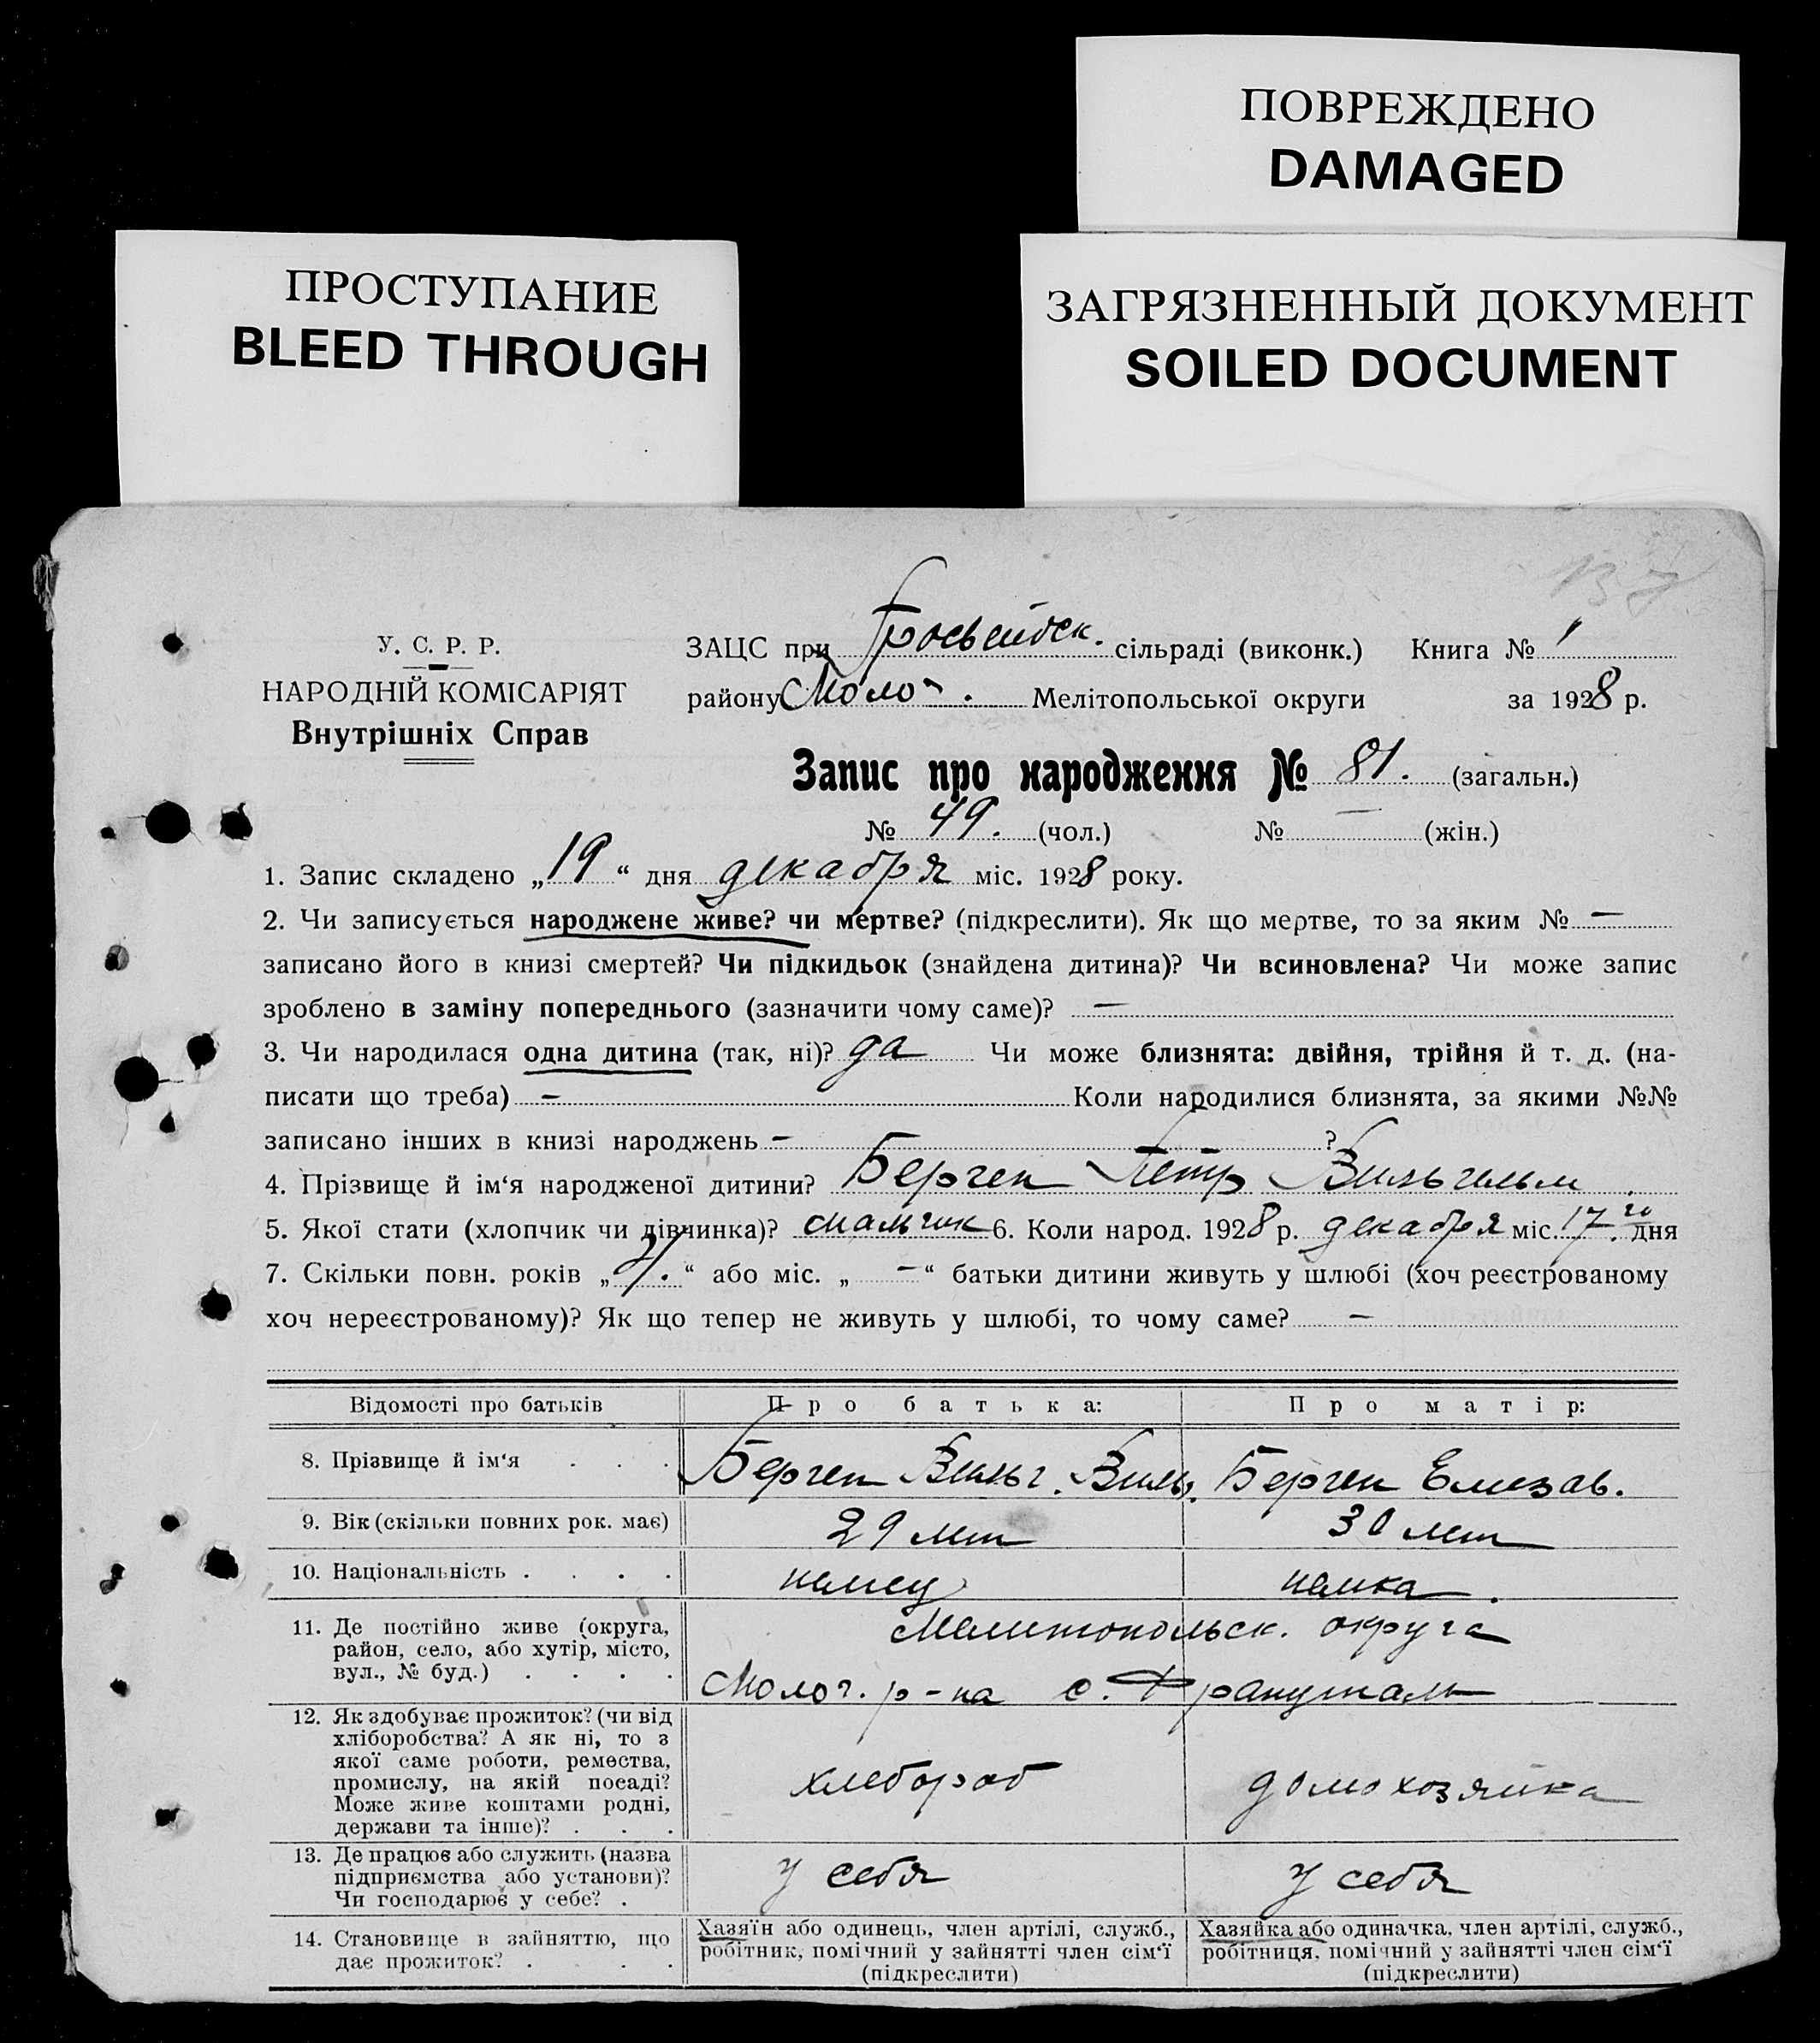 ПОВРЕЖДЕНО
DAMAGED
ПРОСТУПАНИЕ
BLEED THROUGH
ЗАГРЯЗНЕННЫЙ ДОКУМЕНТ
SOILED DOCUMENT
137
У. С. Р. Р.
НАРОДНІЙ КОМІСАРІЯТ
Внутрішніх Справ
ЗАЦС при сільраді (виконк.) Книга № 1
району Молоч. Мелітопольської округи за 1928 р.
Запис про народження № 81. (загальн.)
№ 49. (чол.) № — (жін.)
1. Запис складено „19“ дня декабря міс. 1928 року.
2. Чи записується народжене живе? чи мертве? (підкреслити). Як що мертве, то за яким № —
записано його в книзі смертей? Чи підкидьок (знайдена дитина)? Чи всиновлена? Чи може запис
зроблено в заміну попереднього (зазначити чому саме)? —
3. Чи народилася одна дитина (так, ні)? да Чи може близнята: двійня, трійня й т. д. (на-
писати що треба) — Коли народилися близнята, за якими №№
записано інших в книзі народжень — ?
4. Прізвище й ім‘я народженої дитини? Берген Петр Вильгельм.
5. Якої стати (хлопчик чи дівчинка)? мальчик 6. Коли народ. 1928 р. декабря міс. 17го дня
7. Скільки повн. років „ “ або міс. „ — “ батьки дитини живуть у шлюбі (хоч реєстрованому
хоч нереєстрованому)? Як що тепер не живуть у шлюбі, то чому саме? —
Відомості про батьків Про батька: Про матір:
8. Прізвище й ім‘я . . . Берген Вильг. Виль. Берген Елизав.
9. Вік (скільки повних рок. має) 29 лет 30 лет
10. Національність . . . . немец немка.
11. Де постійно живе (округа, Мелитопольск. округа
район, село, або хутір, місто,
вул., № буд.) . . . . Молоч. р-на с. Франуталь
12. Як здобуває прожиток? (чи від
хліборобства? А як ні, то з
якої саме роботи, ремества,
промислу, на якій посаді? хлебороб домохозяйка
Може живе коштами родні,
держави та інше)? . . .
13. Де працює або служить (назва
підприємства або установи)? у себя у себя
Чи господарює у себе? .
14. Становище в зайняттю, що
дає прожиток? . . . .
Хазяїн або одинець, член артілі, служб.,
робітник, помічний у зайнятті член сім‘ї
(підкреслити)
Хазяйка або одиначка, член артілі, служб.,
робітниця, помічний у зайнятті член сім‘ї
(підкреслити)